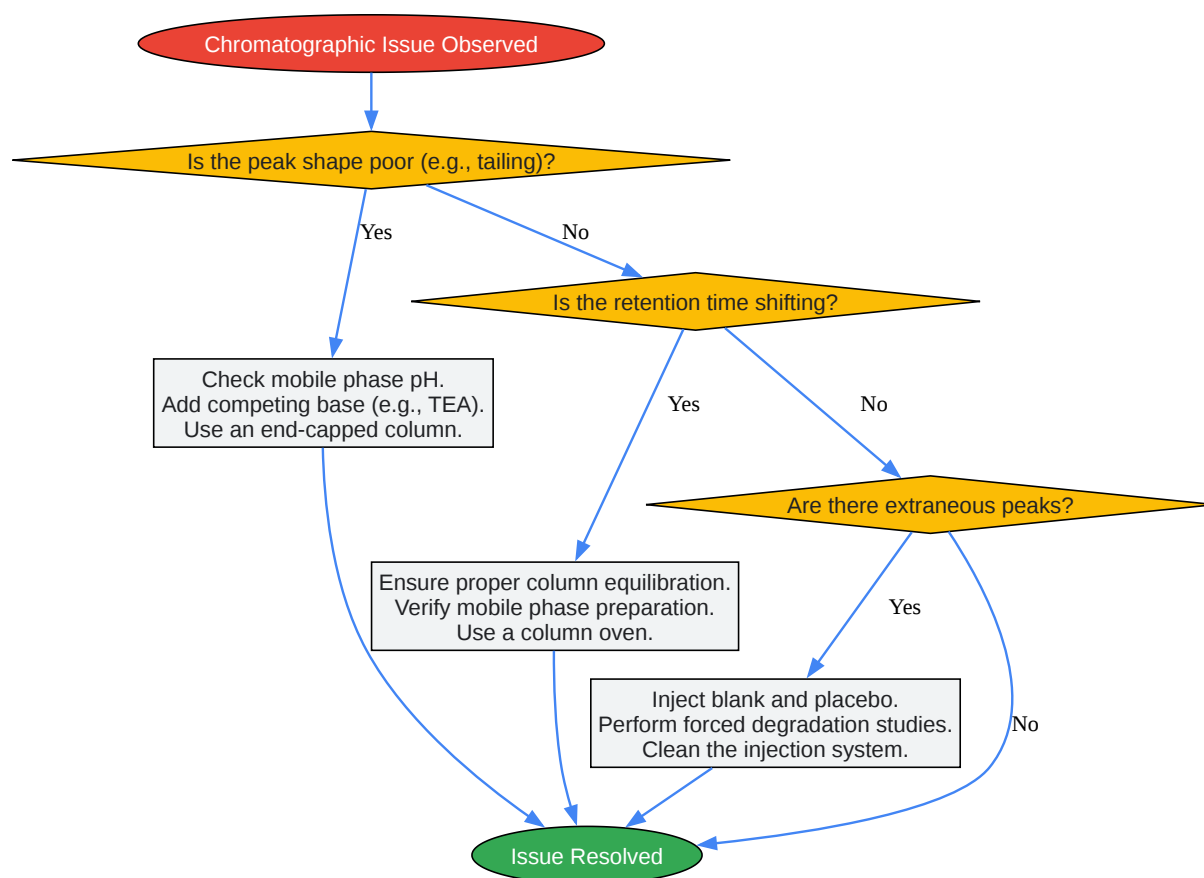 Chromatographic Issue Observed
Is the peak shape poor (e.g., tailing)?
Yes
No
Is the retention time shifting?
Check mobile phase pH.
Add competing base (e.g., TEA).
Use an end-capped column.
Yes
No
Are there extraneous peaks?
Ensure proper column equilibration.
Verify mobile phase preparation.
Use a column oven.
Yes
No
Inject blank and placebo.
Perform forced degradation studies.
Clean the injection system.
Issue Resolved